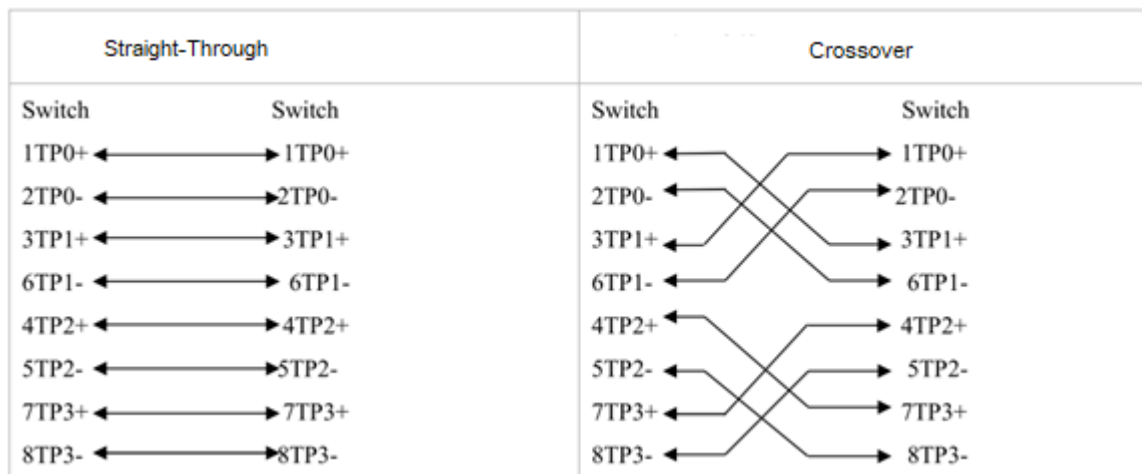 Straight-Through Crossover
Switch Switch Switch Switch
1TP0+ 1TP0+ 1TP0+ 1TP0+
2TP0- 2TP0- 2TP0- 2TP0-
3TP1+ 3TP1+ 3TP1+ 3TP1+
6TP1- 6TP1- 6TP1- 6TP1-
4TP2+ 4TP2+ 4TP2+ 4TP2+
5TP2- 5TP2- 5TP2- 5TP2-
7TP3+ 7TP3+ 7TP3+ 7TP3+
8TP3- 8TP3- 8TP3- 8TP3-